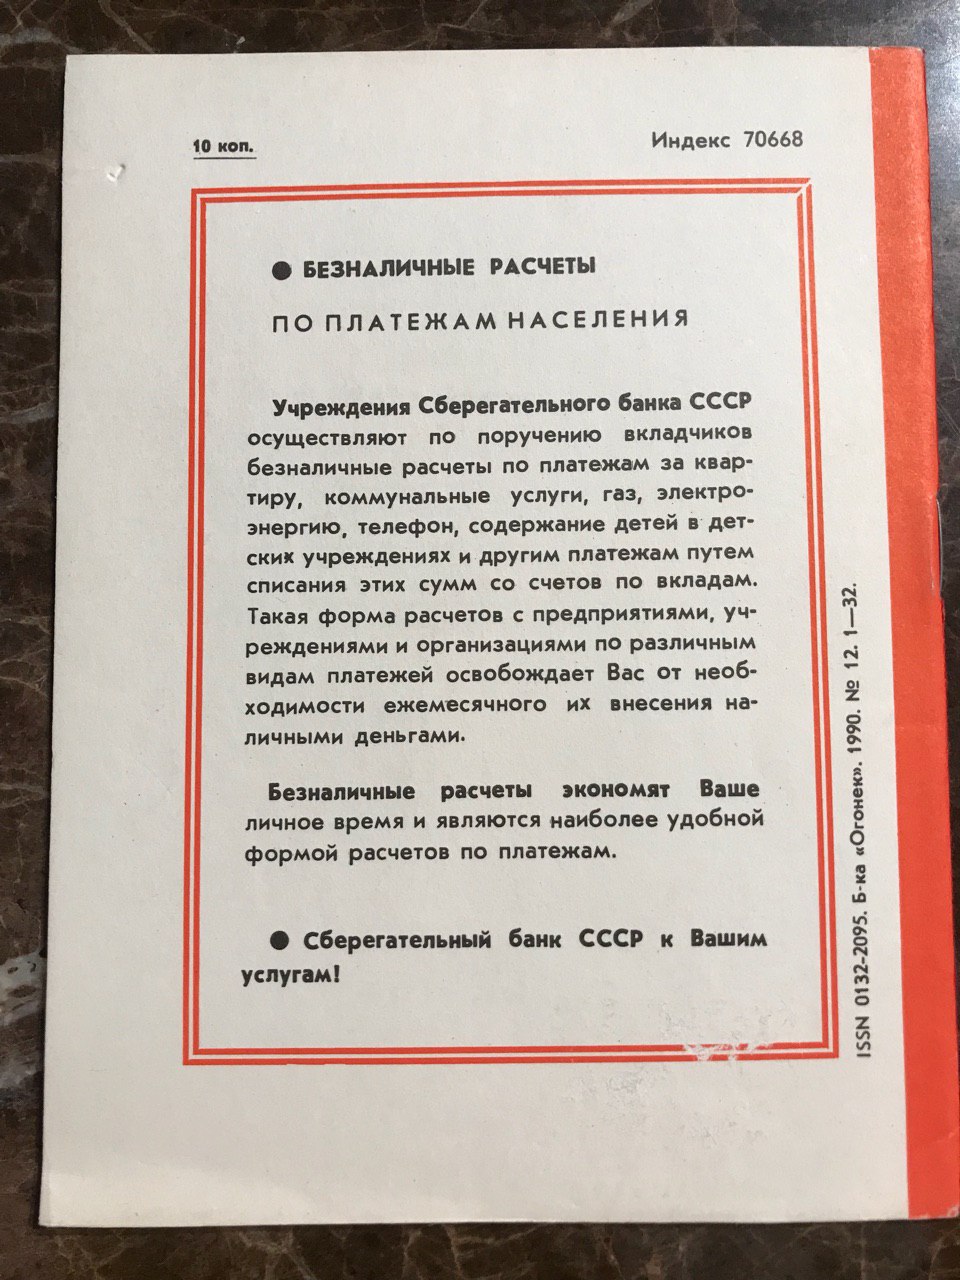 10 коп.
Индекс 70668
● БЕЗНАЛИЧНЫЕ РАСЧЕТЫ
ПО ПЛАТЕЖАМ НАСЕЛЕНИЯ
Учреждения Сберегательного банка СССР
осуществляют по поручению вкладчиков
безналичные расчеты по платежам за квар-
тиру, коммунальные услуги, газ, электро-
энергию, телефон, содержание детей в дет-
ских учреждениях и другим платежам путем
списания этих сумм со счетов по вкладам.
Такая форма расчетов с предприятиями, уч-
реждениями и организациями по различным
видам платежей освобождает Вас от необ-
ходимости ежемесячного их внесения на-
личными деньгами.
Безналичные расчеты экономят Ваше
личное время и являются наиболее удобной
формой расчетов по платежам.
● Сберегательный банк СССР к Вашим
услугам!
ISSN 0132-2095. Б-ка «Огонек». 1990. № 12. 1—32.